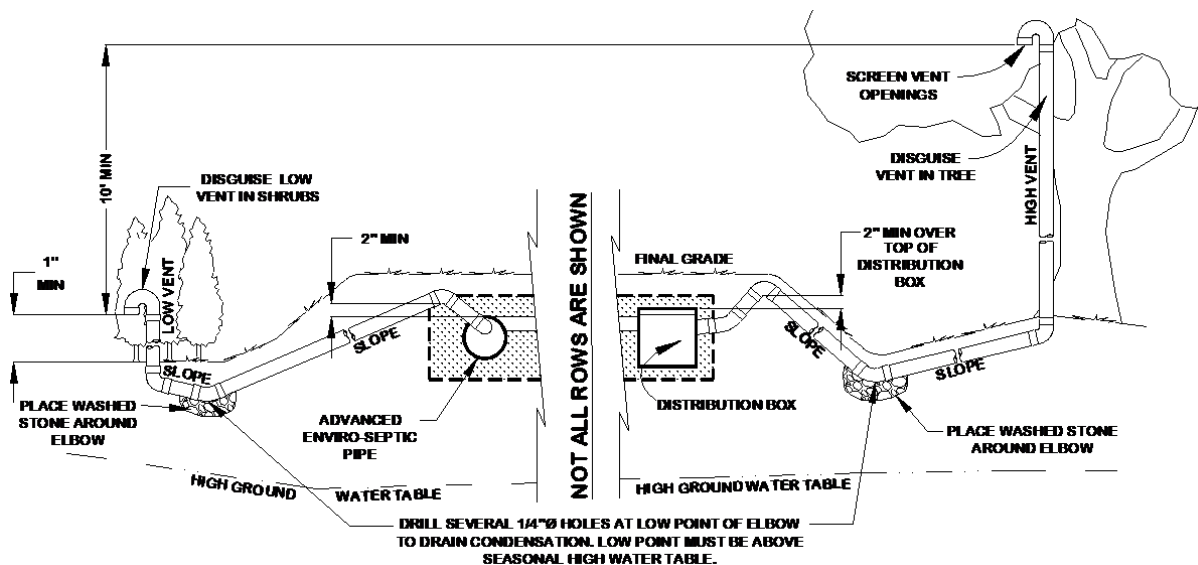 SCREEN VENT
OPENINGS
10' MIN
DISGUISE LOW
VENT IN SHRUBS
DISGUISE
VENT IN TREE
HIGH VENT
1"
MIN
2" MIN
NOT ALL ROWS ARE SHOWN
FINAL GRADE
2" MIN OVER
TOP OF
DISTRIBUTION
BOX
LOW VENT
SLOPE
SLOPE
SLOPE
SLOPE
PLACE WASHED
STONE AROUND
ELBOW
ADVANCED
ENVIRO-SEPTIC
PIPE
DISTRIBUTION BOX
PLACE WASHED STONE
AROUND ELBOW
HIGH GROUND WATER TABLE
HIGH GROUND WATER TABLE
DRILL SEVERAL 1/4"Ø HOLES AT LOW POINT OF ELBOW
TO DRAIN CONDENSATION. LOW POINT MUST BE ABOVE
SEASONAL HIGH WATER TABLE.